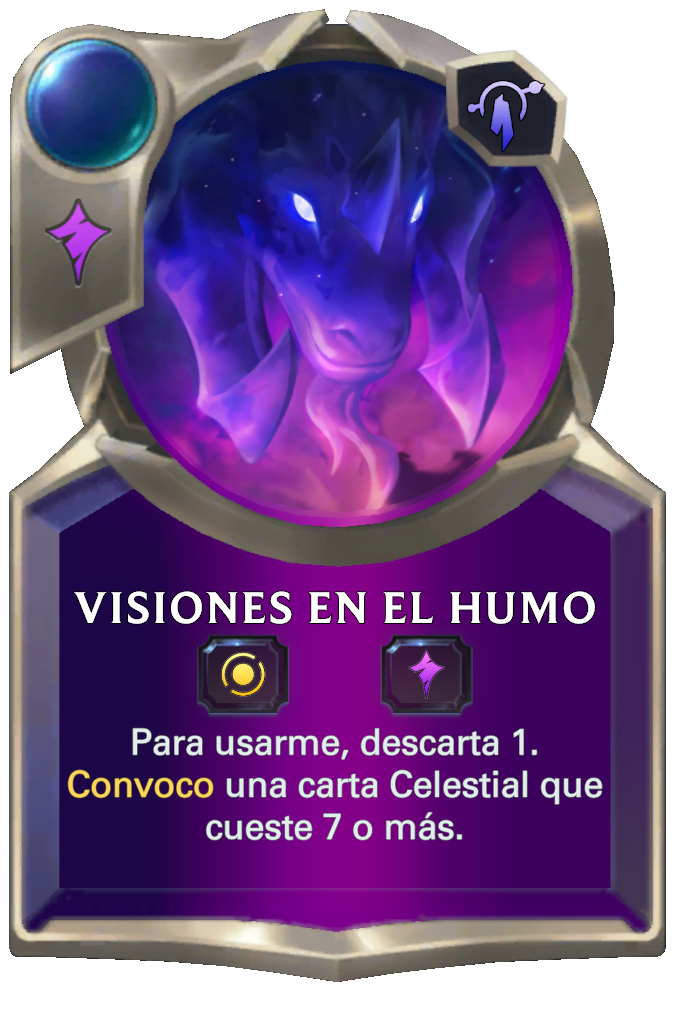 VISIONES EN EL HUMO
Para usarme, descarta 1.
Convoco una carta Celestial que
cueste 7 o más.